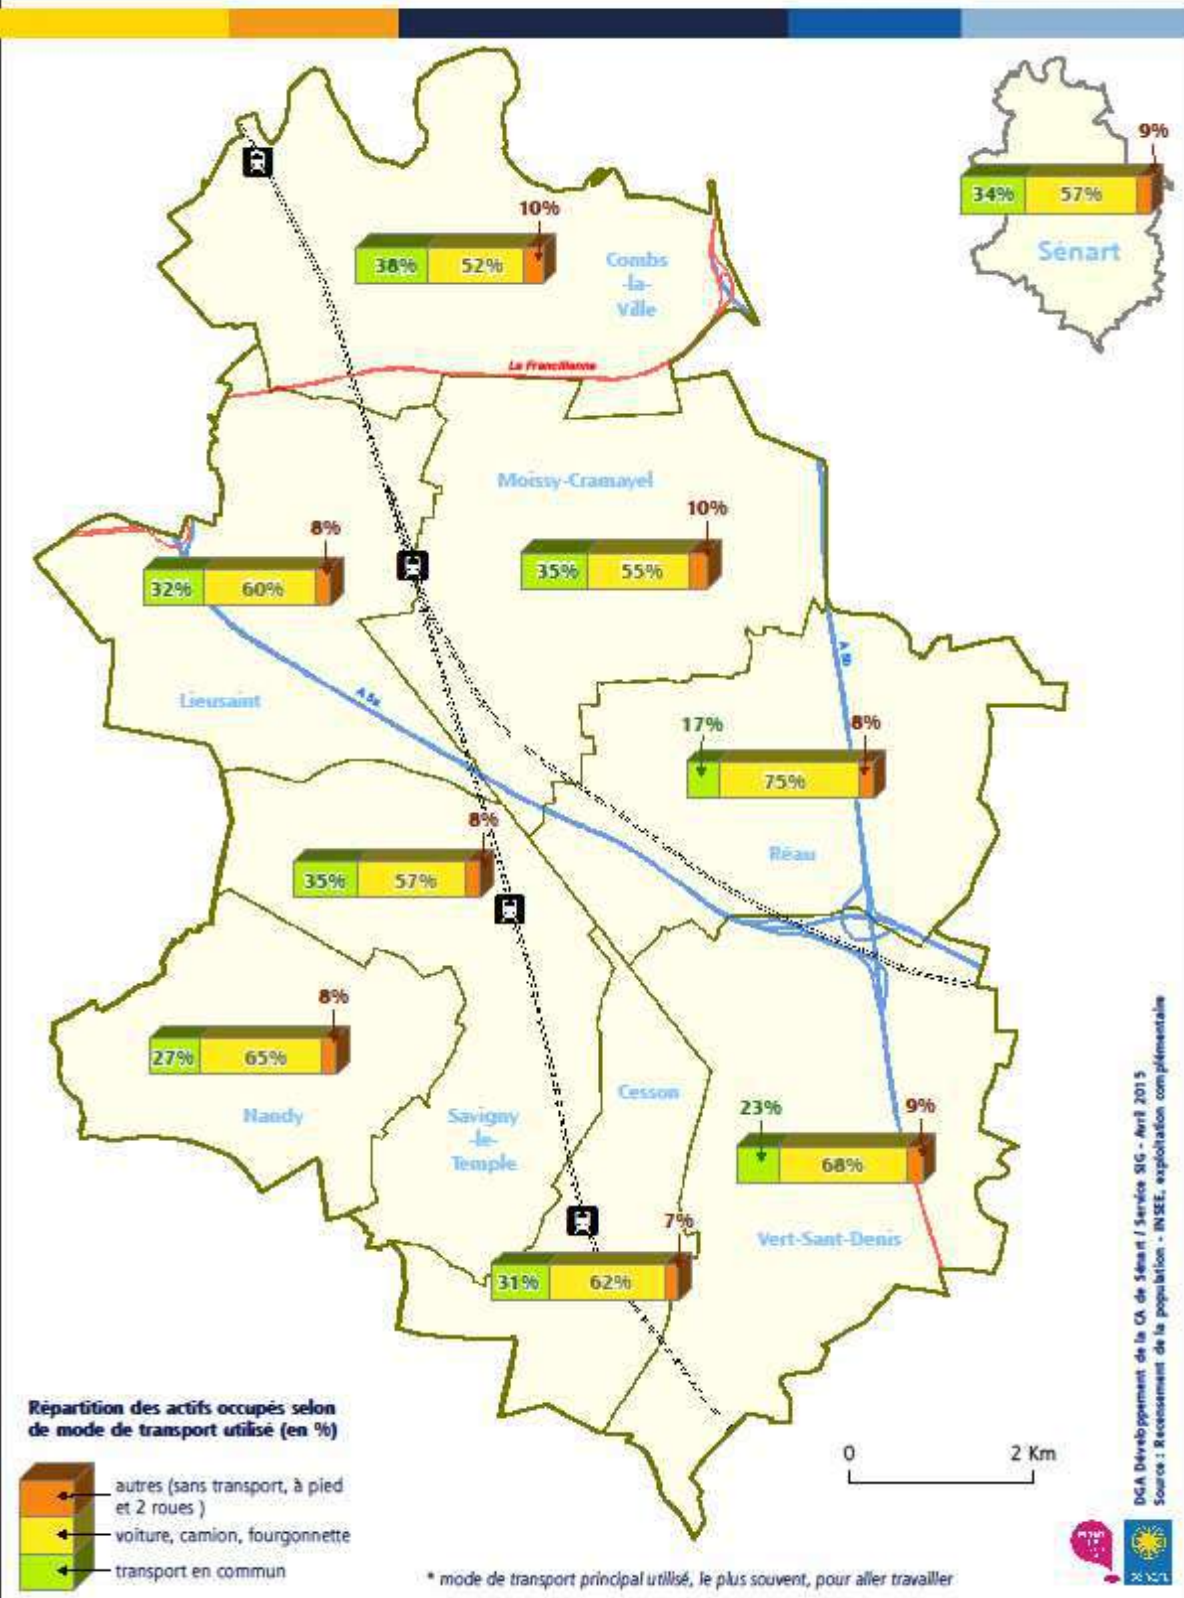 9%
34% 57%
Sénart
10%
38% 52%
Combs
-la-
Ville
La Francilienne
Moissy-Cramayel
10%
35% 55%
8%
32% 60%
Lieusaint
A 5a
A 5b
17%
8%
75%
Réau
8%
35% 57%
8%
27% 65%
Nandy
Savigny
-le-
Temple
Cesson
23%
9%
68%
Vert-Sant-Denis
7%
31% 62%
Répartition des actifs occupés selon
de mode de transport utilisé (en %)
autres (sans transport, à pied
et 2 roues )
voiture, camion, fourgonnette
transport en commun
0 2 Km
* mode de transport principal utilisé, le plus souvent, pour aller travailler
DGA Développement de la CA de Sénart / Service SIG - Avril 2015
Source : Recensement de la population - INSEE, exploitation complémentaire